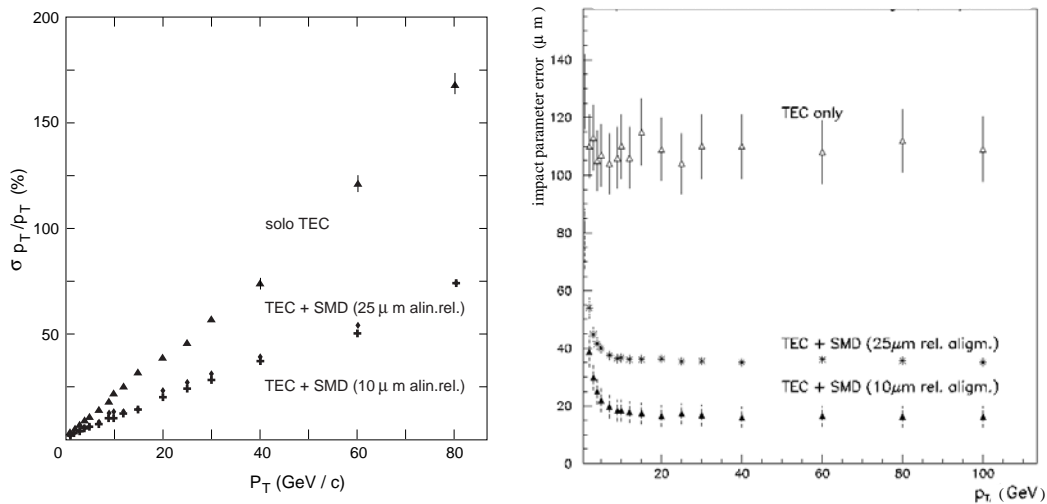 200
150
100
50
0
20
40
60
80
σ p_T /p_T (%)
P_T (GeV / c)
solo TEC
TEC + SMD (25 μ m alin.rel.)
TEC + SMD (10 μ m alin.rel.)
140
120
100
80
60
40
20
0
20
40
60
80
100
impact parameter error (μ m)
p_T, (GeV)
TEC only
TEC + SMD (25μm rel. aligm.)
TEC + SMD (10μm rel. aligm.)